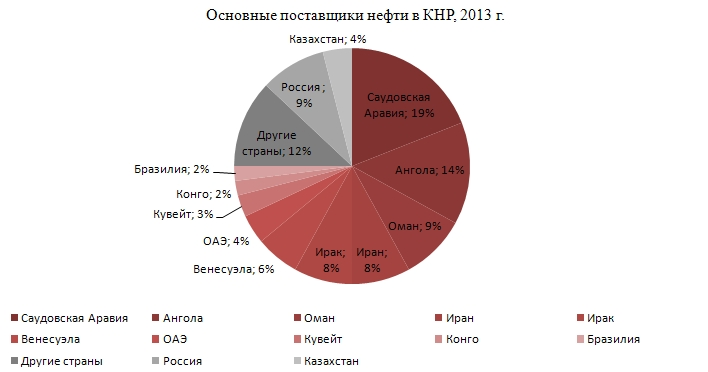 Основные поставщики нефти в КНР, 2013 г.
Казахстан; 4%
Россия ;
9%
Саудовская
Аравия; 19%
Другие
страны; 12%
Ангола; 14%
Бразилия; 2%
Конго; 2%
Кувейт; 3%
Оман; 9%
ОАЭ; 4%
Ирак;
8%
Иран;
8%
Венесуэла; 6%
Саудовская Аравия
Ангола
Оман
Иран
Ирак
Венесуэла
ОАЭ
Кувейт
Конго
Бразилия
Другие страны
Россия
Казахстан